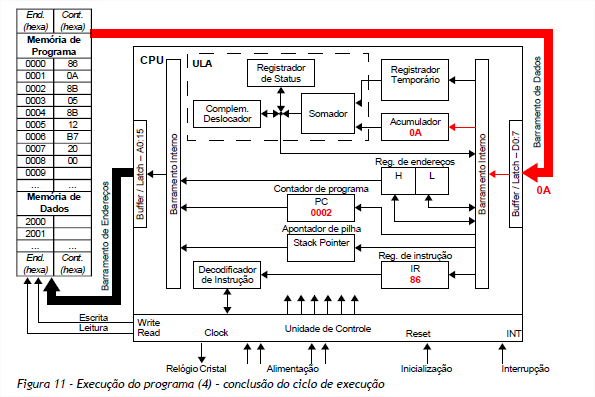 End. Cont.
(hexa) (hexa)
Memória de
Programa
0000 86
0001 0A
0002 8B
0003 05
0004 8B
0005 12
0006 B7
0007 20
0008 00
0009
... ...
Memória de
Dados
2000
2001
... ...
End. Cont.
(hexa) (hexa)
Barramento de Endereços
Escrita
Leitura
CPU
Buffer / Latch – A0:15
Barramento Interno
ULA
Registrador
de Status
Complem.
Deslocador
Somador
Registrador
Temporário
Acumulador
0A
Reg. de endereços
H L
Contador de programa
PC
0002
Apontador de pilha
Stack Pointer
Reg. de instrução
IR
86
Decodificador
de Instrução
Barramento Interno
Buffer / Latch – D0:7
Barramento de Dados
0A
Write
Read
Clock
Unidade de Controle
Reset
INT
Relógio Cristal
Alimentação
Inicialização
Interrupção
Figura 11 - Execução do programa (4) - conclusão do ciclo de execução